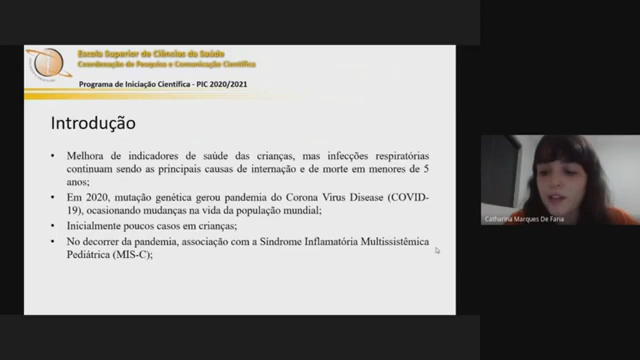 Escola Superior de Ciências da Saúde
Coordenação de Pesquisa e Comunicação Científica
Programa de Iniciação Científica - PIC 2020/2021
Introdução
• Melhora de indicadores de saúde das crianças, mas infecções respiratórias
continuam sendo as principais causas de internação e de morte em menores de 5
anos;
• Em 2020, mutação genética gerou pandemia do Corona Virus Disease (COVID-
19), ocasionando mudanças na vida da população mundial;
• Inicialmente poucos casos em crianças;
• No decorrer da pandemia, associação com a Síndrome Inflamatória Multissistêmica
Pediátrica (MIS-C);
Catharina Marques De Faria